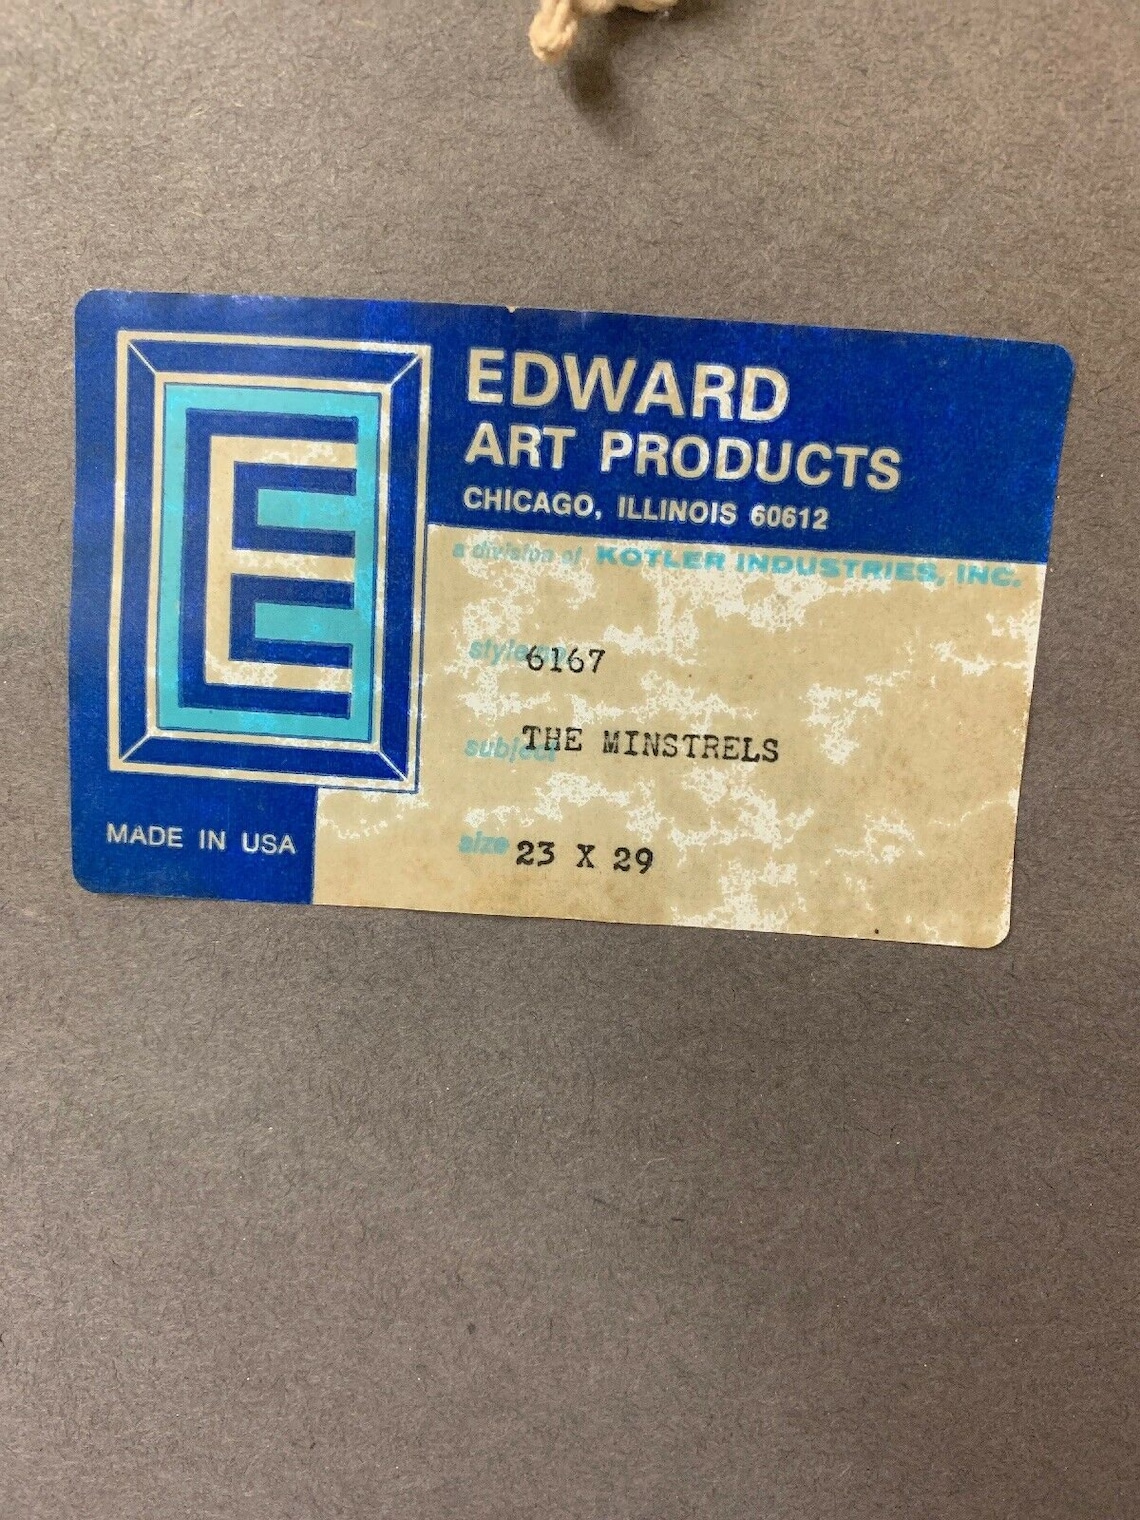 E
EDWARD
ART PRODUCTS
CHICAGO, ILLINOIS 60612
a division of KOTLER INDUSTRIES, INC.
style 6167
subject THE MINSTRELS
size 23 X 29
MADE IN USA